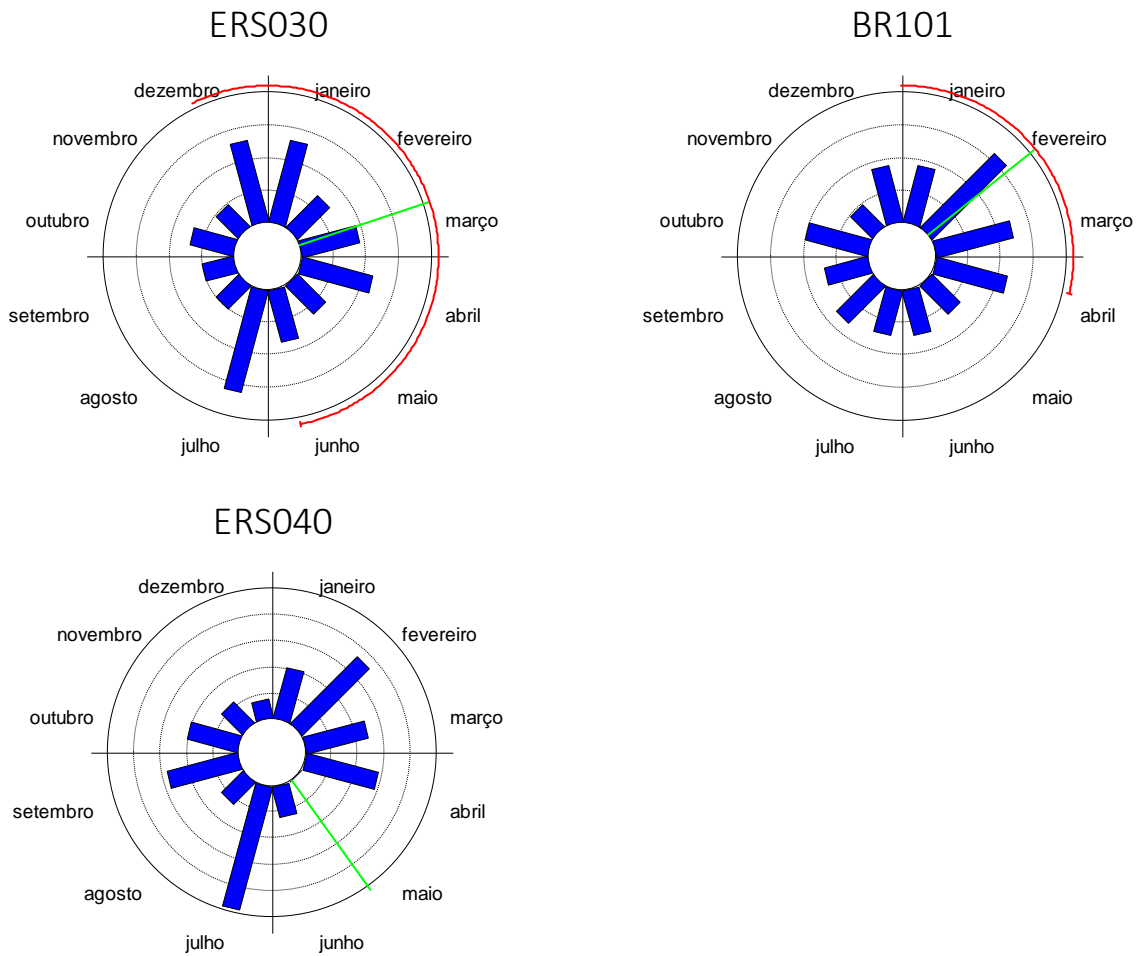 ERS030
dezembro
janeiro
novembro
fevereiro
outubro
março
setembro
abril
agosto
maio
julho
junho
BR101
dezembro
janeiro
novembro
fevereiro
outubro
março
setembro
abril
agosto
maio
julho
junho
ERS040
dezembro
janeiro
novembro
fevereiro
outubro
março
setembro
abril
agosto
maio
julho
junho